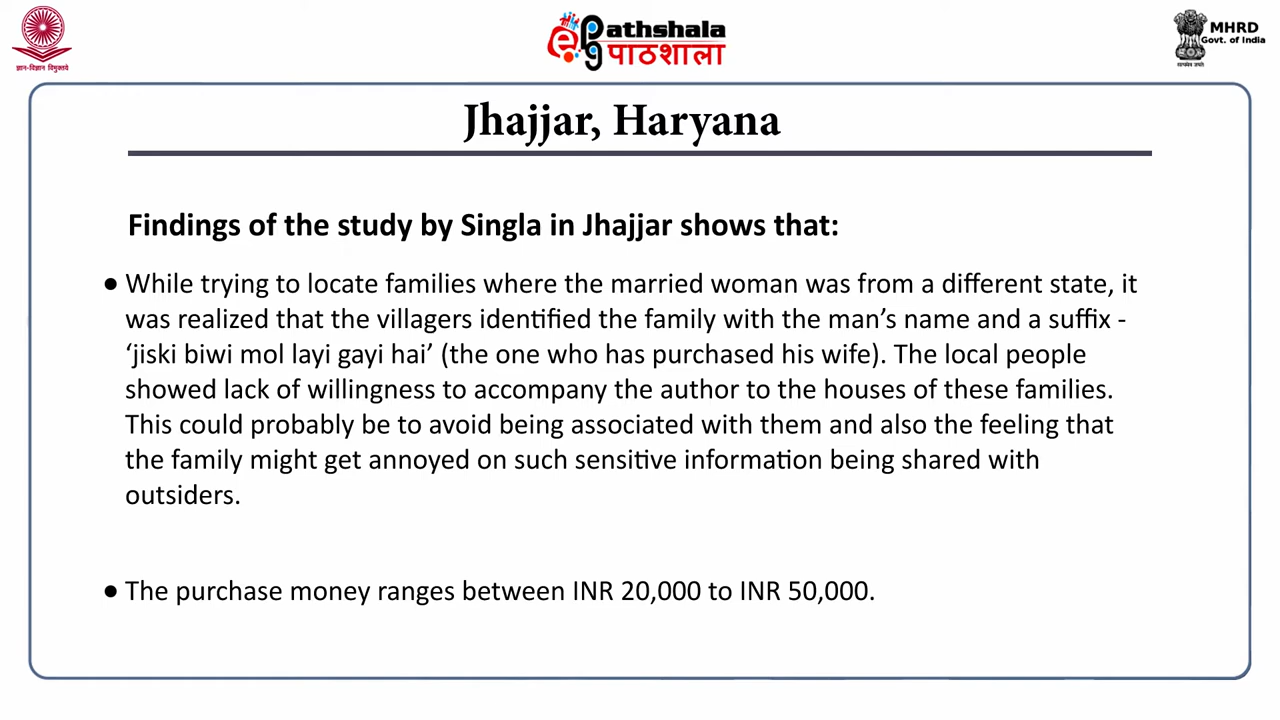 ज्ञान-विज्ञान विमुक्तये
epg Pathshala
पाठशाला
MHRD
Govt. of India
सत्यमेव जयते
Jhajjar, Haryana
Findings of the study by Singla in Jhajjar shows that:
● While trying to locate families where the married woman was from a different state, it
was realized that the villagers identified the family with the man’s name and a suffix -
‘jiski biwi mol layi gayi hai’ (the one who has purchased his wife). The local people
showed lack of willingness to accompany the author to the houses of these families.
This could probably be to avoid being associated with them and also the feeling that
the family might get annoyed on such sensitive information being shared with
outsiders.
● The purchase money ranges between INR 20,000 to INR 50,000.